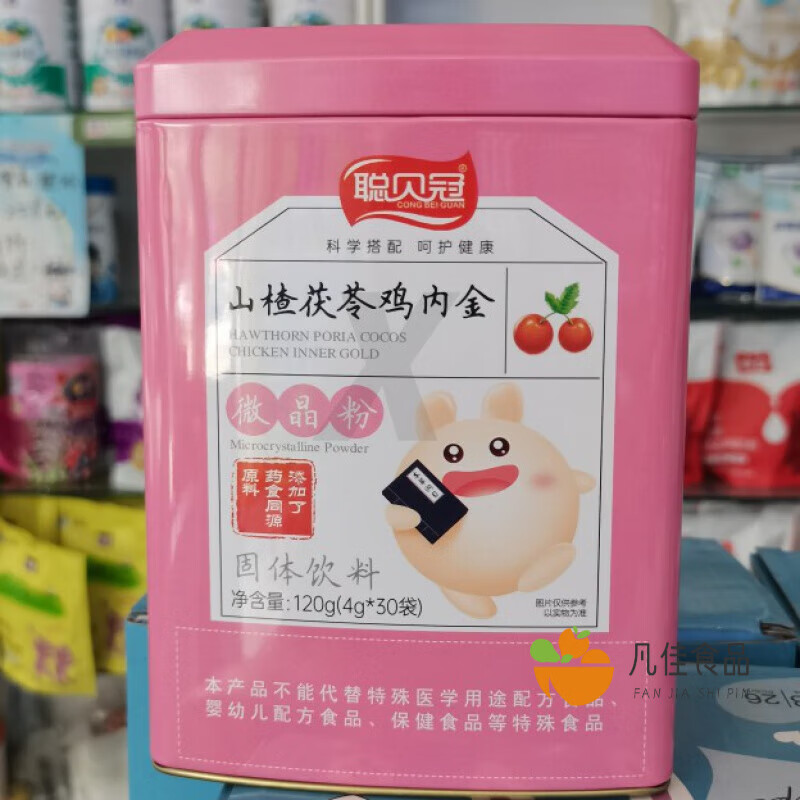 聪贝冠®
CONG BEI GUAN
科学搭配 呵护健康
山楂茯苓鸡内金
HAWTHORN PORIA COCOS
CHICKEN INNER GOLD
微晶粉
Microcrystalline Powder
添加了
药食同源
原料
固体饮料
净含量:120g(4g*30袋)
图片仅供参考
以实物为准
凡佳食品
FAN JIA SHI PIN
本产品不能代替特殊医学用途配方食品、
婴幼儿配方食品、保健食品等特殊食品